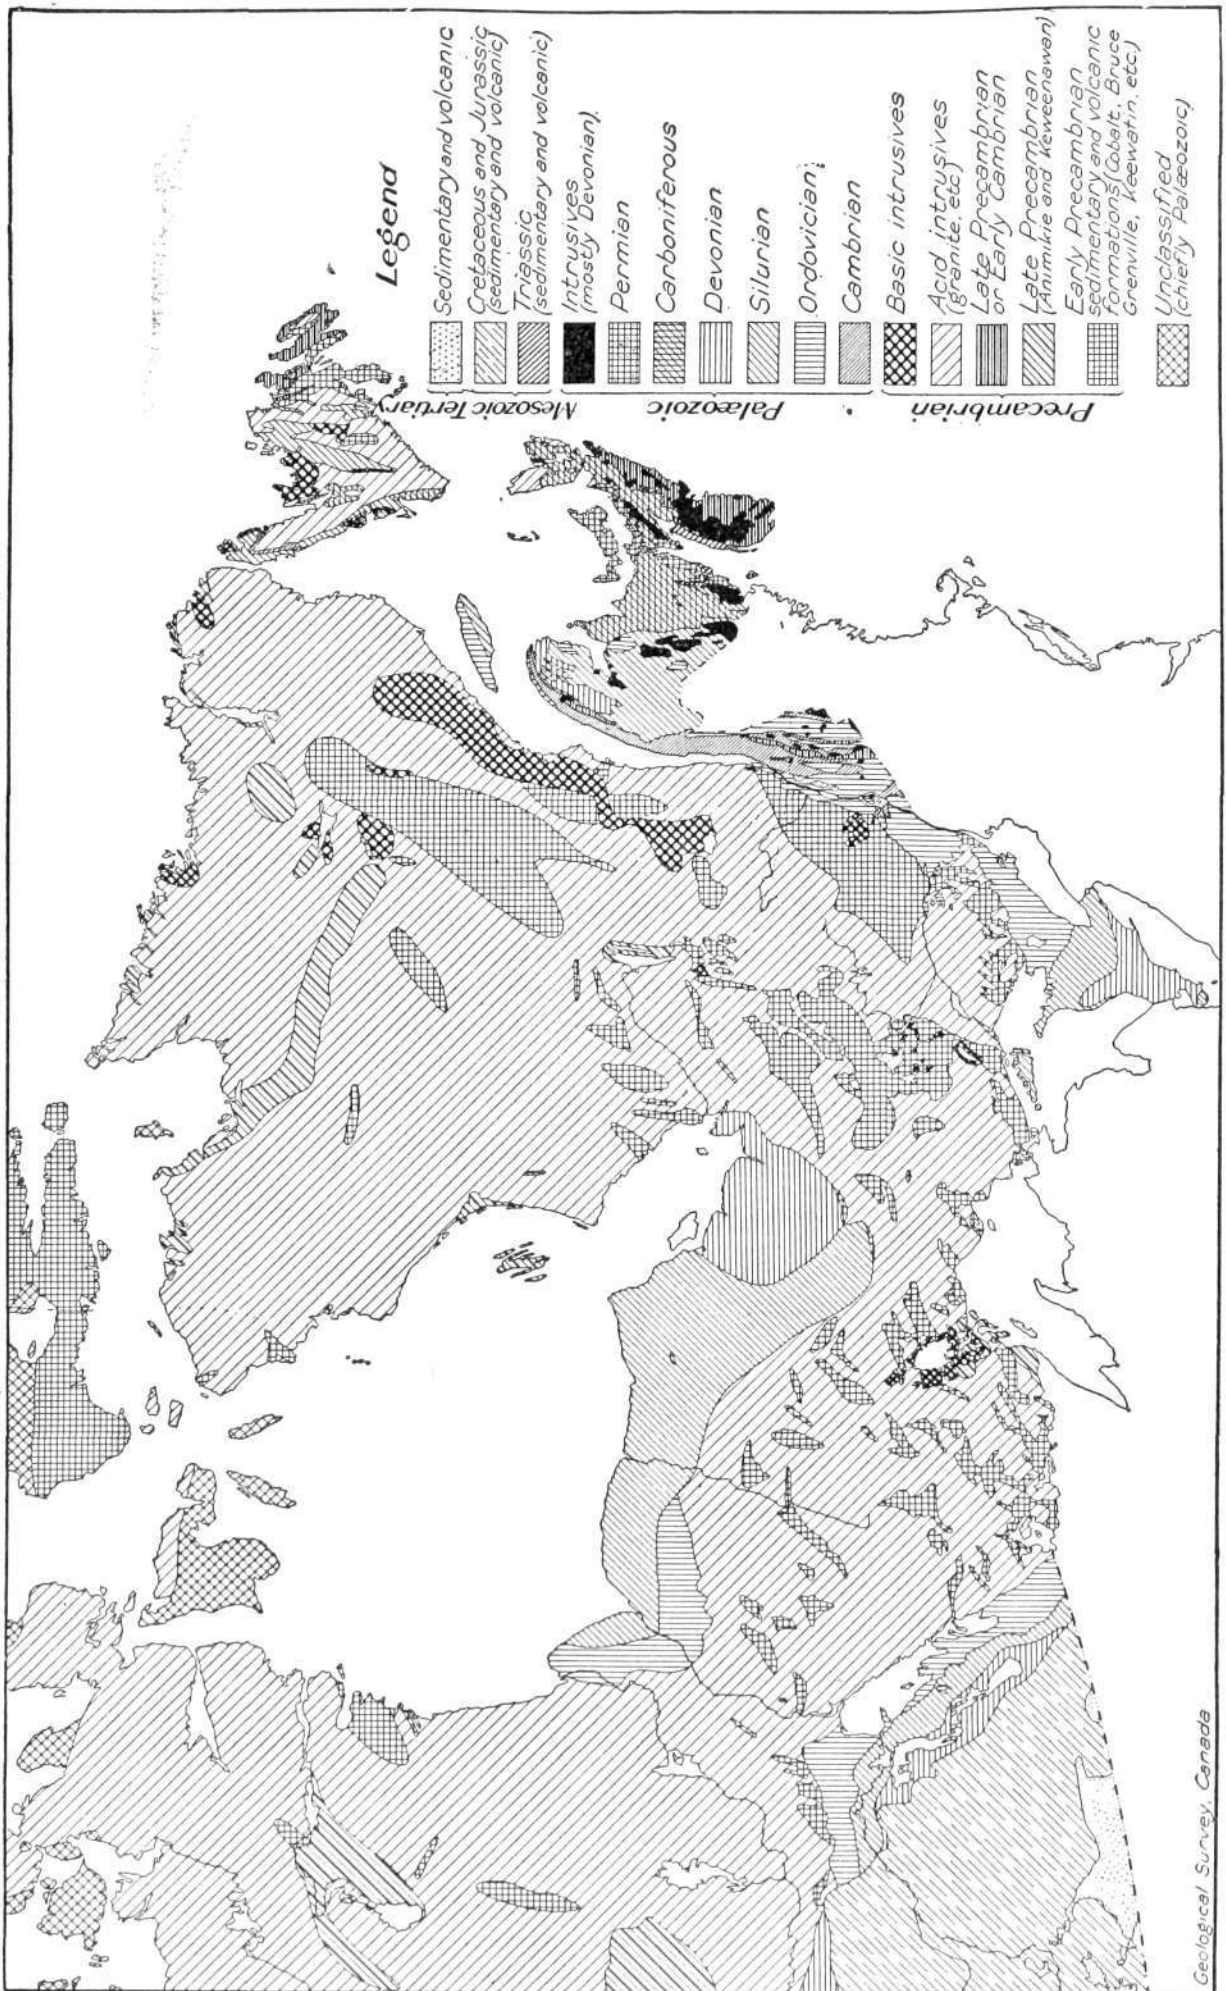 Legend
Tertiary
Sedimentary and volcanic
Mesozoic
Cretaceous and Jurassic
(sedimentary and volcanic)
Triassic
(sedimentary and volcanic)
Palæozoic
Intrusives
(mostly Devonian)
Permian
Carboniferous
Devonian
Silurian
Ordovician
Cambrian
Precambrian
Basic intrusives
Acid intrusives
(granite, etc)
Late Precambrian
or Early Cambrian
Late Precambrian
(Animikie and Keweenawan)
Early Precambrian
sedimentary and volcanic
formations (Cobalt, Bruce
Grenville, Keewatin, etc.)
Unclassified
(chiefly Palæozoic)
Geological Survey, Canada